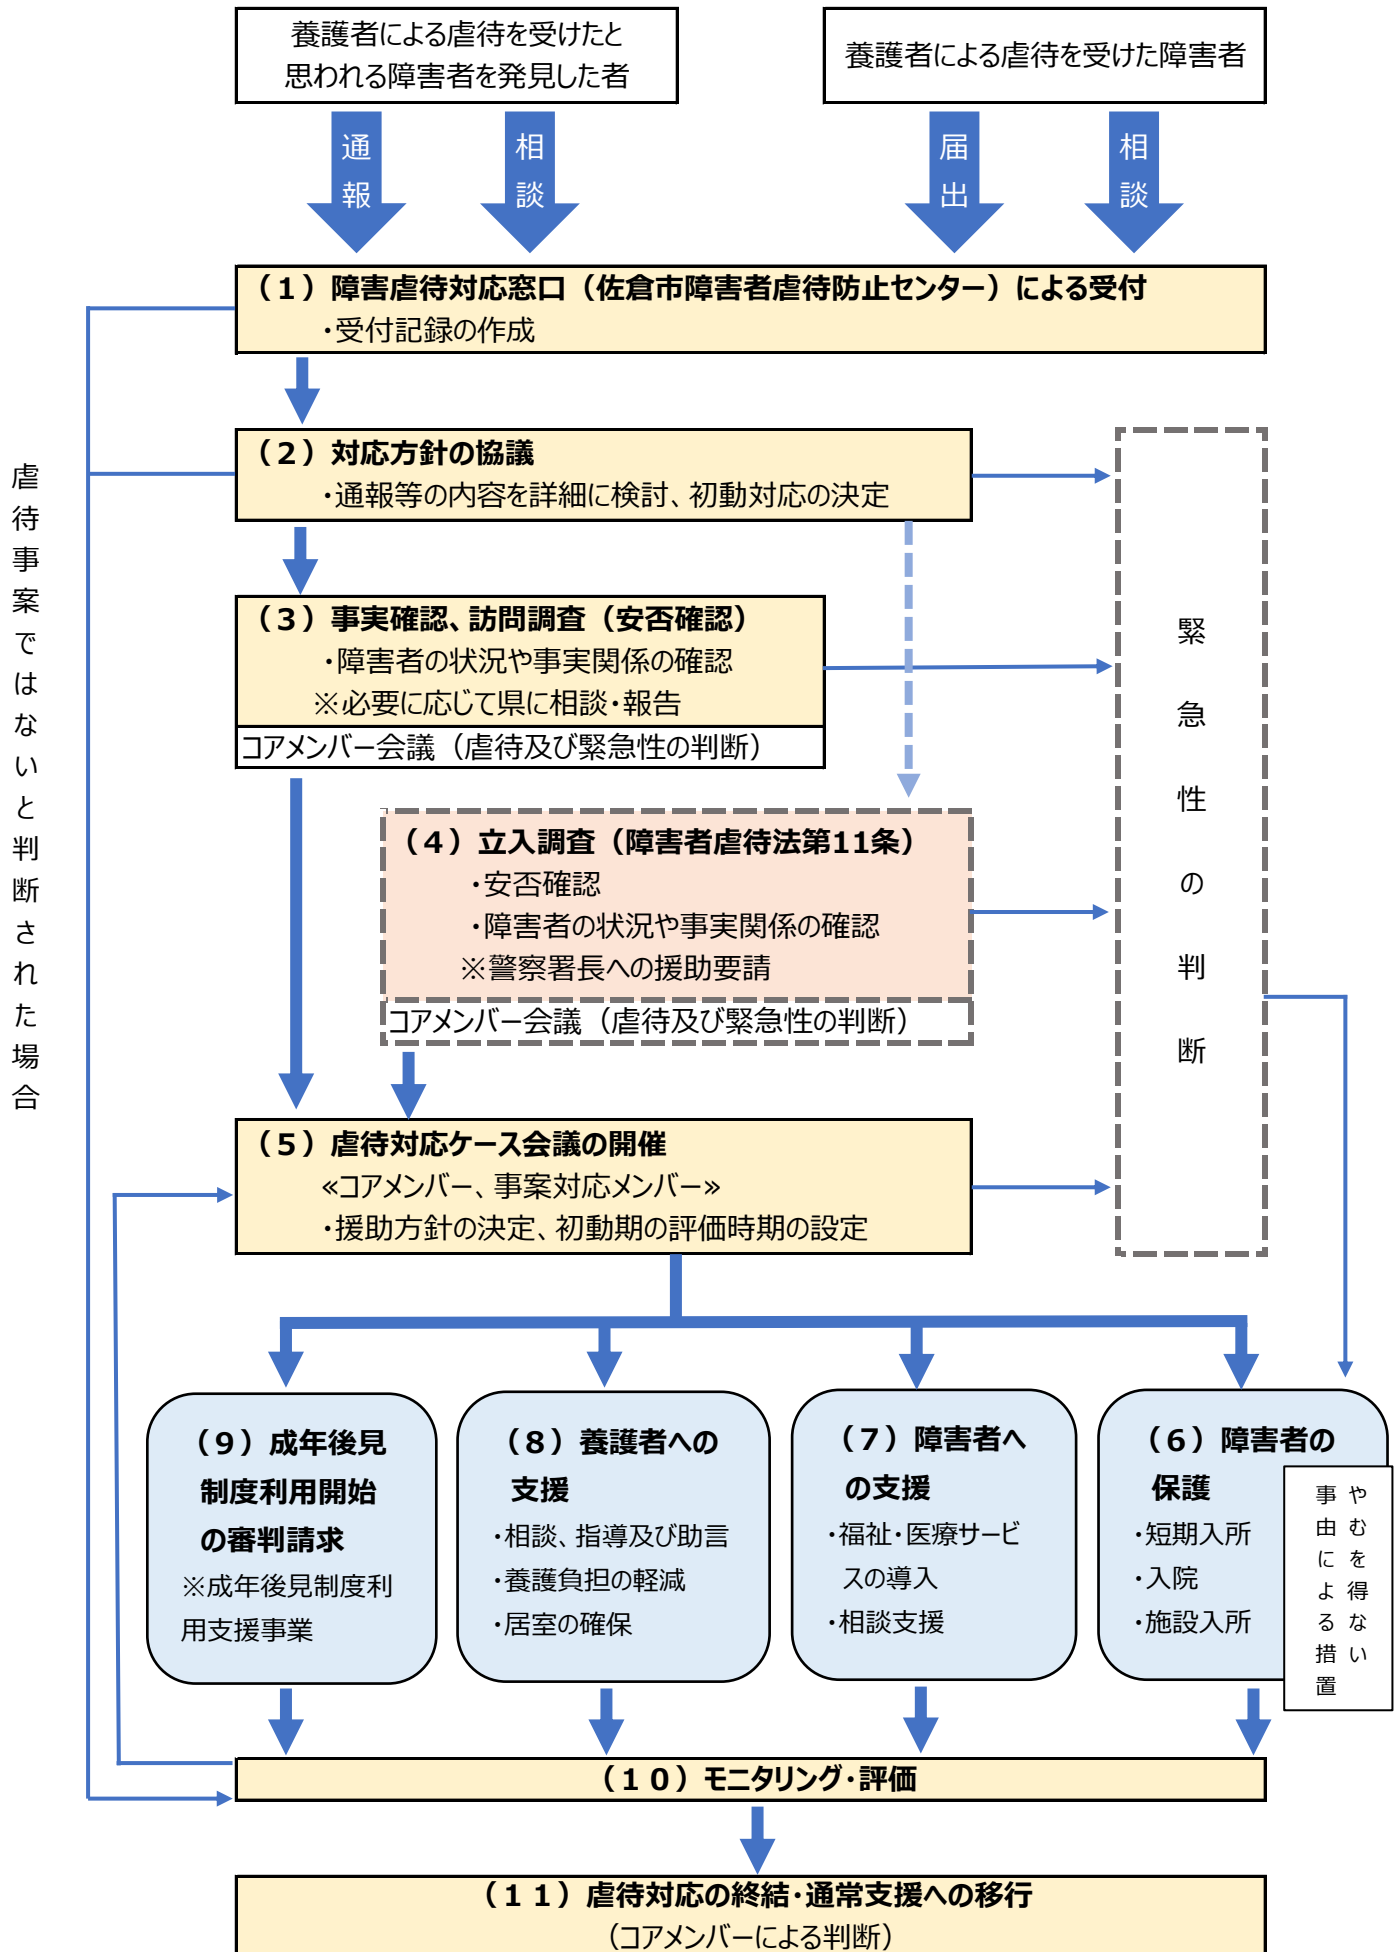 養護者による虐待を受けたと
思われる障害者を発見した者
養護者による虐待を受けた障害者
通報
相談
届出
相談
（１）障害虐待対応窓口（佐倉市障害者虐待防止センター）による受付
・受付記録の作成
（２）対応方針の協議
・通報等の内容を詳細に検討、初動対応の決定
虐待事案ではないと判断された場合
（３）事実確認、訪問調査（安否確認）
・障害者の状況や事実関係の確認
※必要に応じて県に相談・報告
コアメンバー会議（虐待及び緊急性の判断）
緊急性の判断
（４）立入調査（障害者虐待法第11条）
・安否確認
・障害者の状況や事実関係の確認
※警察署長への援助要請
コアメンバー会議（虐待及び緊急性の判断）
（５）虐待対応ケース会議の開催
≪コアメンバー、事案対応メンバー≫
・援助方針の決定、初動期の評価時期の設定
（９）成年後見
制度利用開始
の審判請求
※成年後見制度利
用支援事業
（８）養護者への
支援
・相談、指導及び助言
・養護負担の軽減
・居室の確保
（７）障害者へ
の支援
・福祉・医療サービ
スの導入
・相談支援
（６）障害者の
保護
・短期入所
・入院
・施設入所
やむを得ない
事由による措置
（１０）モニタリング・評価
（１１）虐待対応の終結・通常支援への移行
（コアメンバーによる判断）